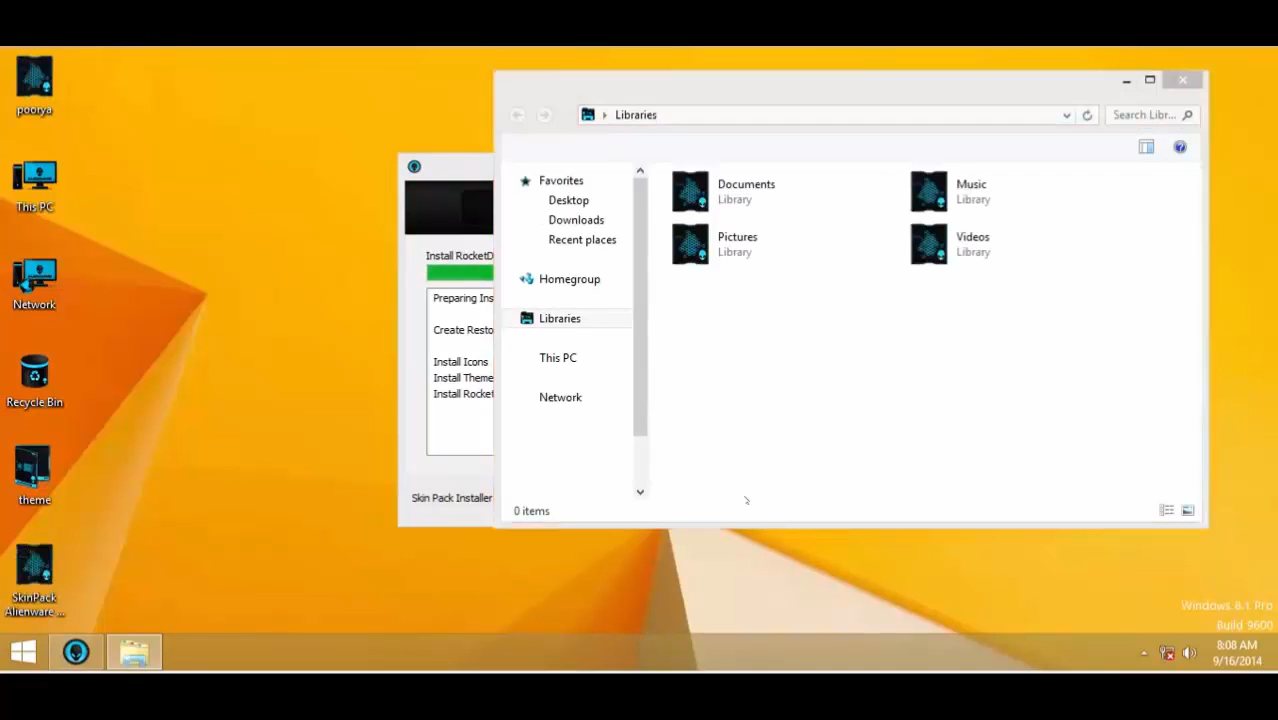 poorya
This PC
Network
Recycle Bin
theme
SkinPack
Alienware ...
Install RocketD
Preparing Ins
Create Resto
Install Icons
Install Theme
Install Rocket
Skin Pack Installer
Libraries
Search Libr...
Favorites
Desktop
Downloads
Recent places
Homegroup
Libraries
This PC
Network
Documents
Library
Music
Library
Pictures
Library
Videos
Library
0 items
Windows 8.1 Pro
Build 9600
8:08 AM
9/16/2014